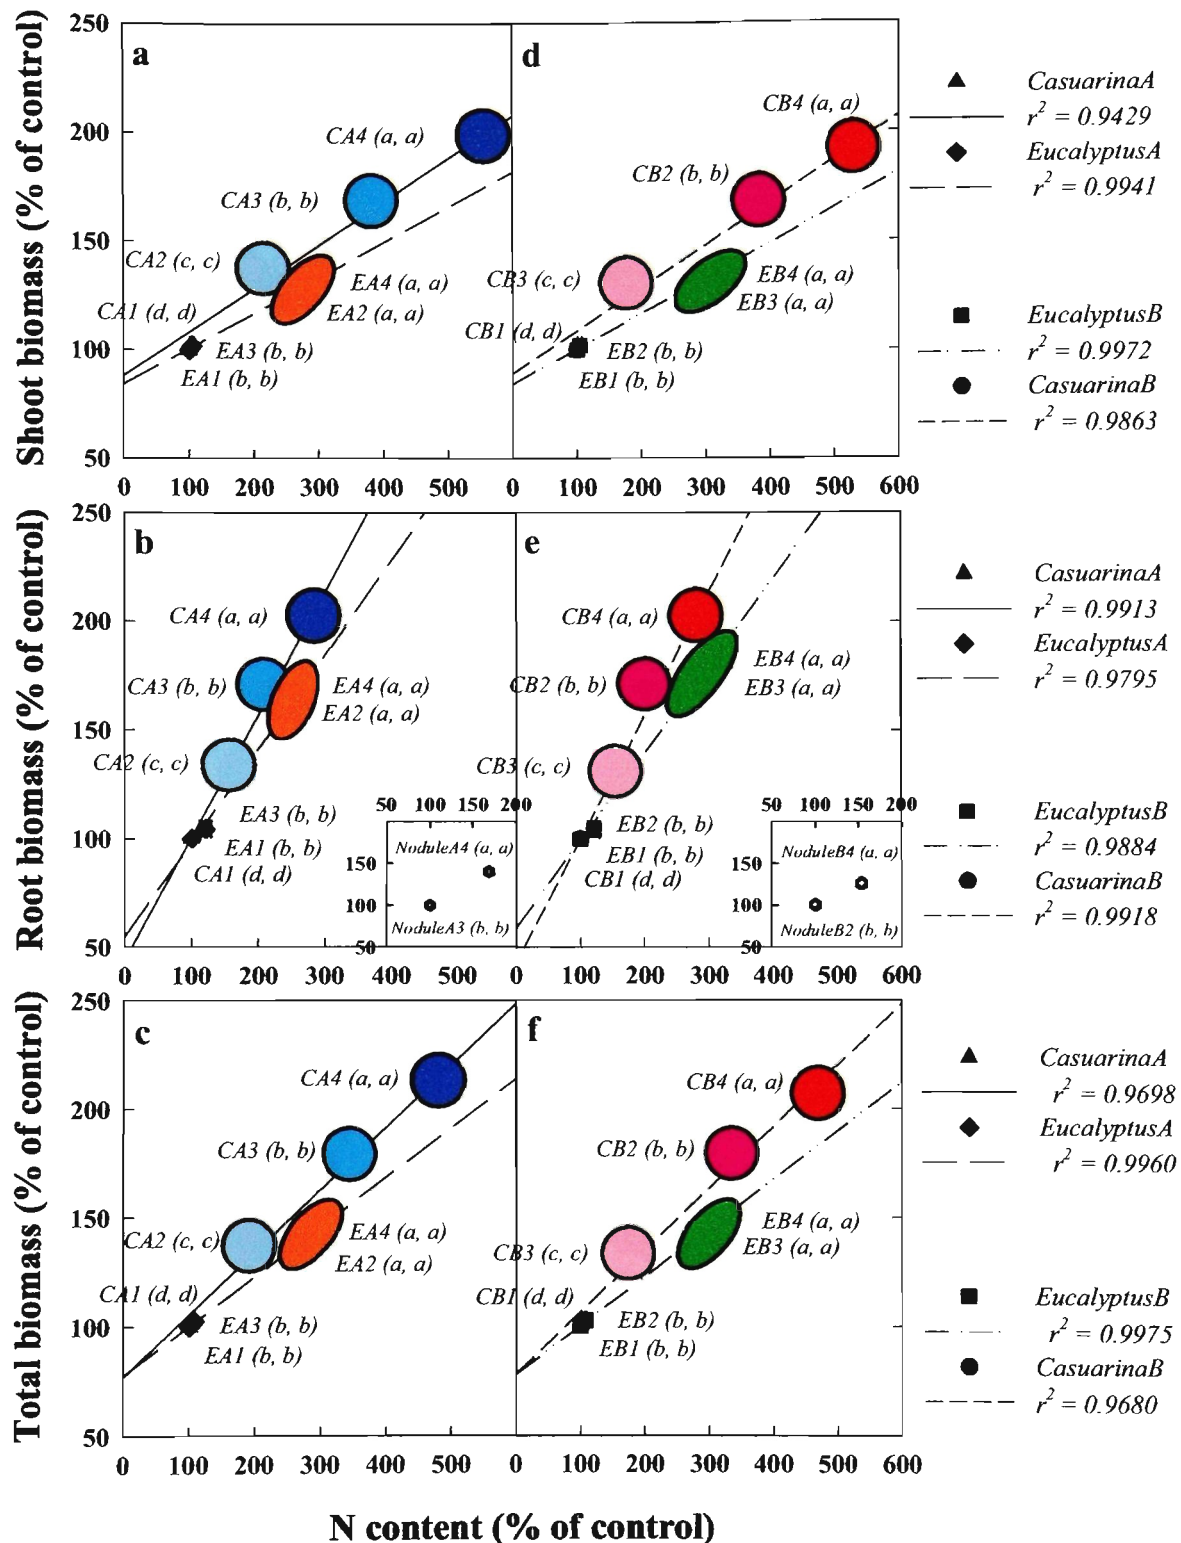 Shoot biomass (% of control)
250
200
150
100
50
a
CA4 (a, a)
CA3 (b, b)
CA2 (c, c)
EA4 (a, a)
EA2 (a, a)
CA1 (d, d)
EA3 (b, b)
EA1 (b, b)
0 100 200 300 400 500
d
CB4 (a, a)
CB2 (b, b)
CB3 (c, c)
EB4 (a, a)
EB3 (a, a)
CB1 (d, d)
EB2 (b, b)
EB1 (b, b)
0 100 200 300 400 500 600
CasuarinaA
r² = 0.9429
EucalyptusA
r² = 0.9941
EucalyptusB
r² = 0.9972
CasuarinaB
r² = 0.9863
Root biomass (% of control)
250
200
150
100
50
b
CA4 (a, a)
CA3 (b, b)
EA4 (a, a)
EA2 (a, a)
CA2 (c, c)
EA3 (b, b)
EA1 (b, b)
CA1 (d, d)
50 100 150 200
150
100
50
NoduleA4 (a, a)
NoduleA3 (b, b)
0 100 200 300 400 500
e
CB4 (a, a)
CB2 (b, b)
EB4 (a, a)
EB3 (a, a)
CB3 (c, c)
EB2 (b, b)
EB1 (b, b)
CB1 (d, d)
50 100 150 200
150
100
50
NoduleB4 (a, a)
NoduleB2 (b, b)
0 100 200 300 400 500 600
CasuarinaA
r² = 0.9913
EucalyptusA
r² = 0.9795
EucalyptusB
r² = 0.9884
CasuarinaB
r² = 0.9918
Total biomass (% of control)
250
200
150
100
50
c
CA4 (a, a)
CA3 (b, b)
CA2 (c, c)
EA4 (a, a)
EA2 (a, a)
CA1 (d, d)
EA3 (b, b)
EA1 (b, b)
0 100 200 300 400 500
f
CB4 (a, a)
CB2 (b, b)
CB3 (c, c)
EB4 (a, a)
EB3 (a, a)
CB1 (d, d)
EB2 (b, b)
EB1 (b, b)
0 100 200 300 400 500 600
CasuarinaA
r² = 0.9698
EucalyptusA
r² = 0.9960
EucalyptusB
r² = 0.9975
CasuarinaB
r² = 0.9680
N content (% of control)